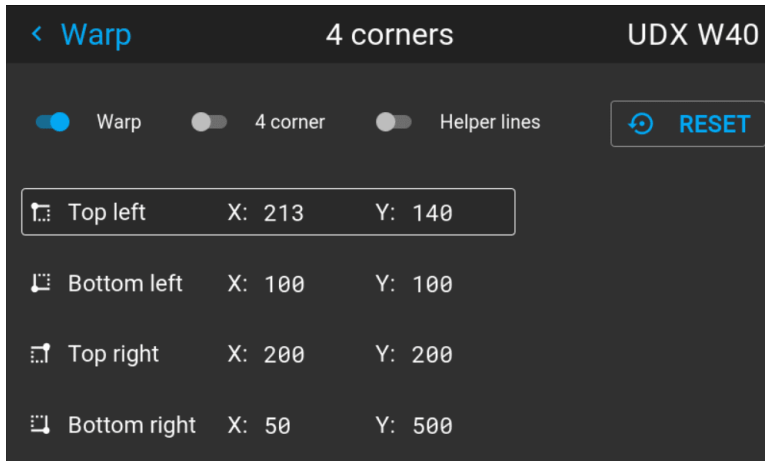 Warp 4 corners UDX W40
Warp 4 corner Helper lines RESET
Top left X: 213 Y: 140
Bottom left X: 100 Y: 100
Top right X: 200 Y: 200
Bottom right X: 50 Y: 500